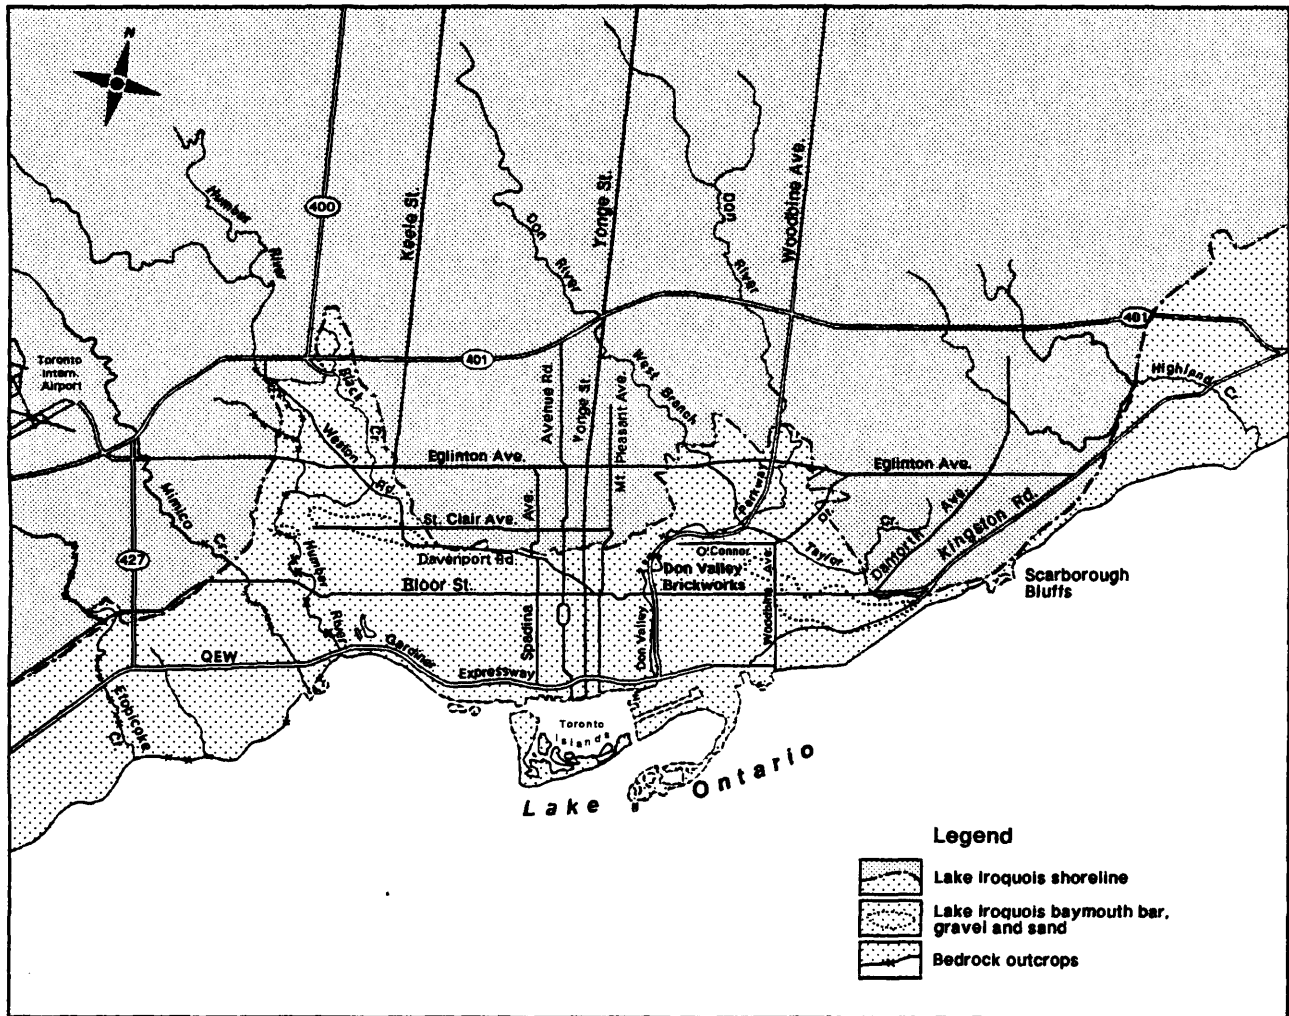 N
Humber
River
400
Keele St.
Don
River
Yonge St.
Don
River
Woodbine Ave.
401
401
Toronto
Intern.
Airport
Black
Cr.
Weston
Rd.
Avenue Rd.
Yonge St
Mt Pleasant Ave.
West Branch
Highland
Cr
Eglinton Ave.
Eglinton Ave.
Parkway
Mimico
Cr
427
Ave.
St. Clair Ave.
Davenport Rd
Bloor St.
Humber
River
O'Connor
Dr.
Don Valley
Brickworks
Taylor
Cr
Danforth Ave.
Kingston Rd.
Scarborough
Bluffs
Woodbine Ave.
Spadina
Don Valley
QEW
Gardiner
Expressway
Etobicoke
Cr
Toronto
Islands
Lake Ontario
Legend
Lake Iroquois shoreline
Lake Iroquois baymouth bar,
gravel and sand
Bedrock outcrops